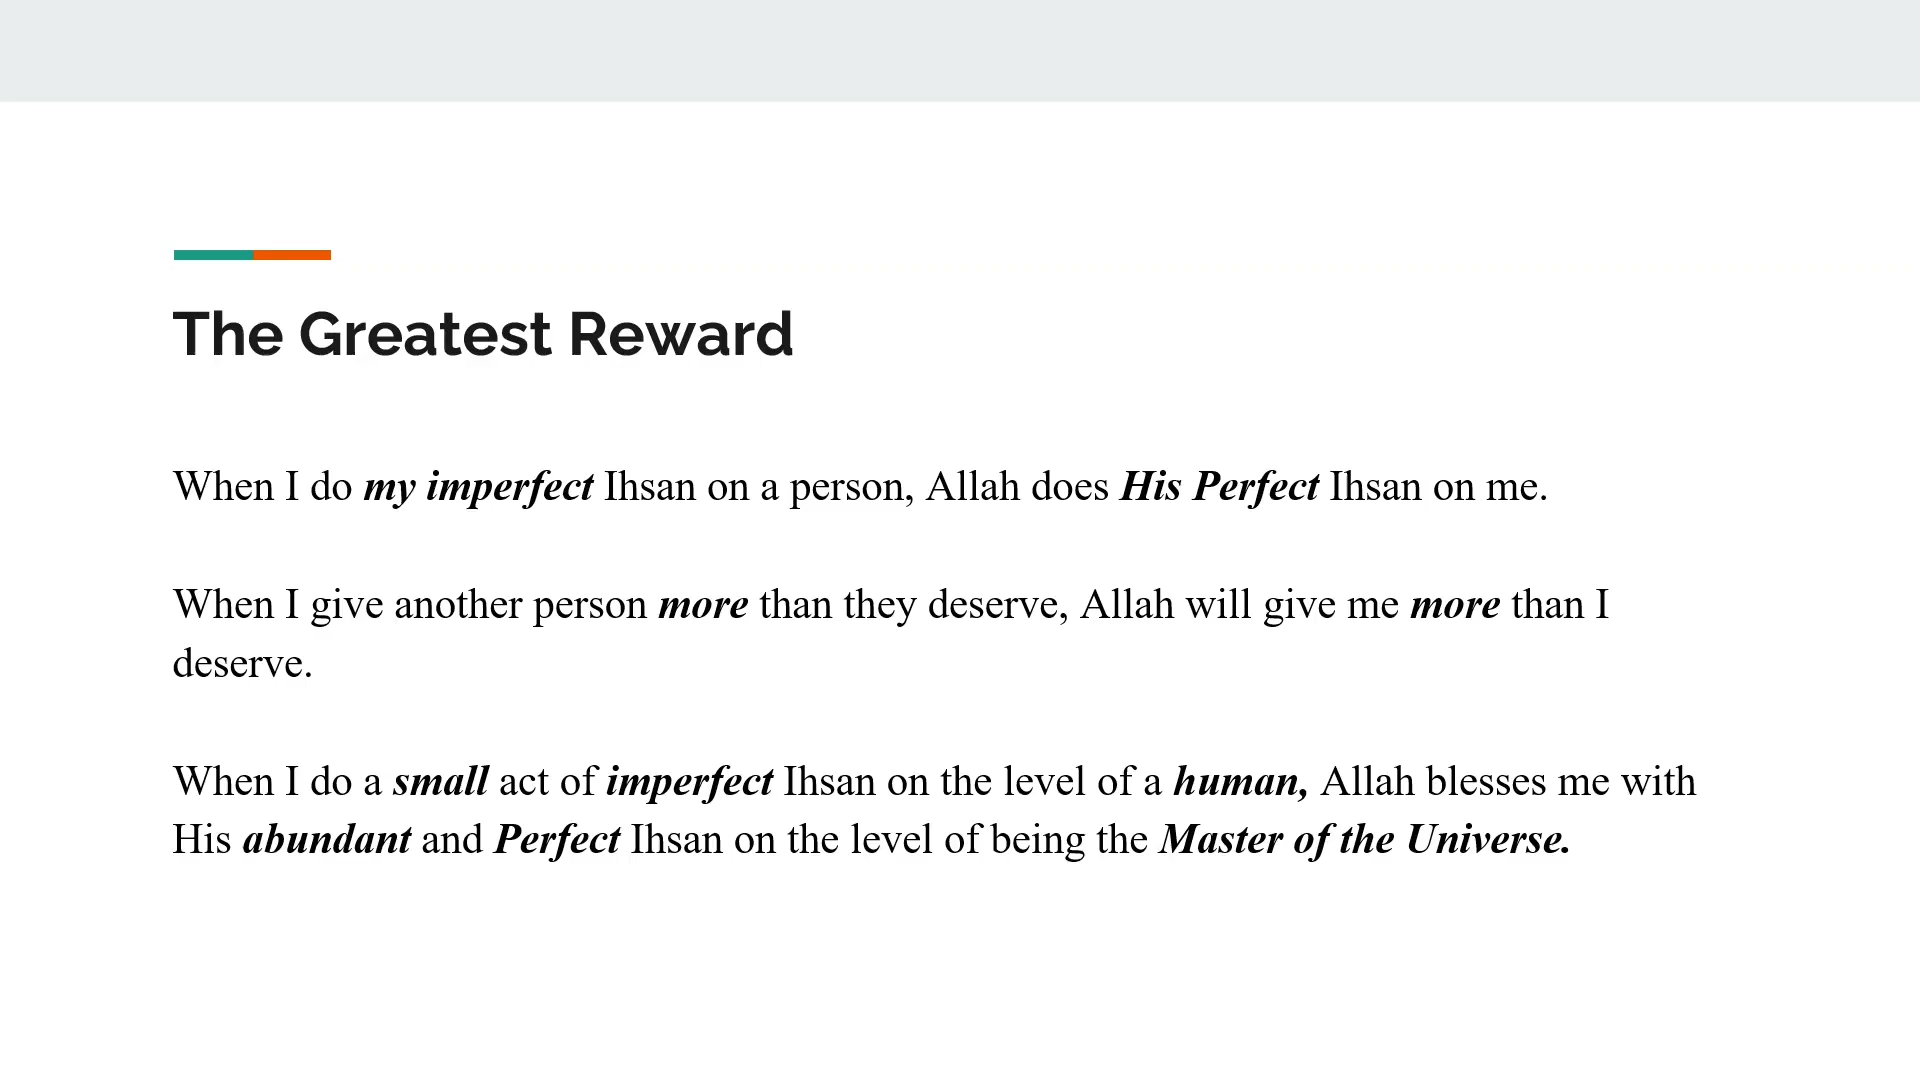 The Greatest Reward
When I do my imperfect Ihsan on a person, Allah does His Perfect Ihsan on me.
When I give another person more than they deserve, Allah will give me more than I
deserve.
When I do a small act of imperfect Ihsan on the level of a human, Allah blesses me with
His abundant and Perfect Ihsan on the level of being the Master of the Universe.